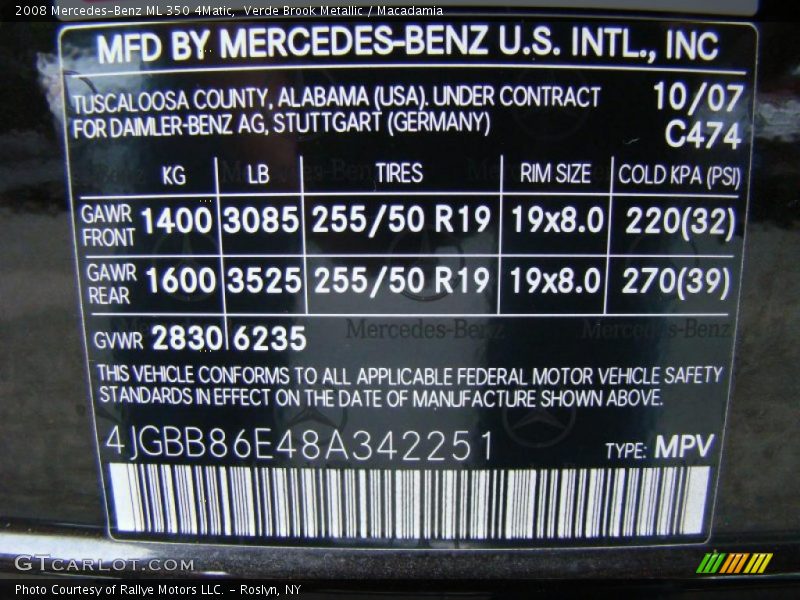 2008 Mercedes-Benz ML 350 4Matic,  Verde Brook Metallic / Macadamia
MFD BY MERCEDES-BENZ U.S. INTL., INC
TUSCALOOSA COUNTY, ALABAMA (USA). UNDER CONTRACT 10/07
FOR DAIMLER-BENZ AG, STUTTGART (GERMANY) C474
KG LB TIRES RIM SIZE COLD KPA (PSI)
GAWR FRONT 1400 3085 255/50 R19 19x8.0 220(32)
GAWR REAR 1600 3525 255/50 R19 19x8.0 270(39)
GVWR 2830 6235
Mercedes-Benz Mercedes-Benz
THIS VEHICLE CONFORMS TO ALL APPLICABLE FEDERAL MOTOR VEHICLE SAFETY
STANDARDS IN EFFECT ON THE DATE OF MANUFACTURE SHOWN ABOVE.
4JGBB86E48A342251 TYPE: MPV
GTCARLOT.COM
Photo Courtesy of Rallye Motors LLC. - Roslyn, NY